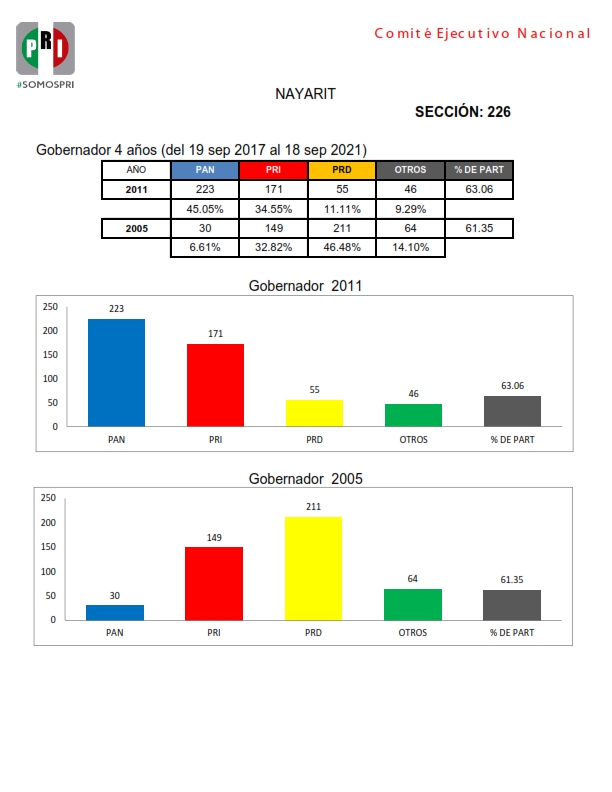 PRI
#SOMOSPRI
Comité Ejecutivo Nacional
NAYARIT
SECCIÓN: 226
Gobernador 4 años (del 19 sep 2017 al 18 sep 2021)
AÑO PAN PRI PRD OTROS % DE PART
2011 223 171 55 46 63.06
45.05% 34.55% 11.11% 9.29%
2005 30 149 211 64 61.35
6.61% 32.82% 46.48% 14.10%
Gobernador 2011
250
200
150
100
50
0
223
171
55
46
63.06
PAN PRI PRD OTROS % DE PART
Gobernador 2005
250
200
150
100
50
0
30
149
211
64
61.35
PAN PRI PRD OTROS % DE PART